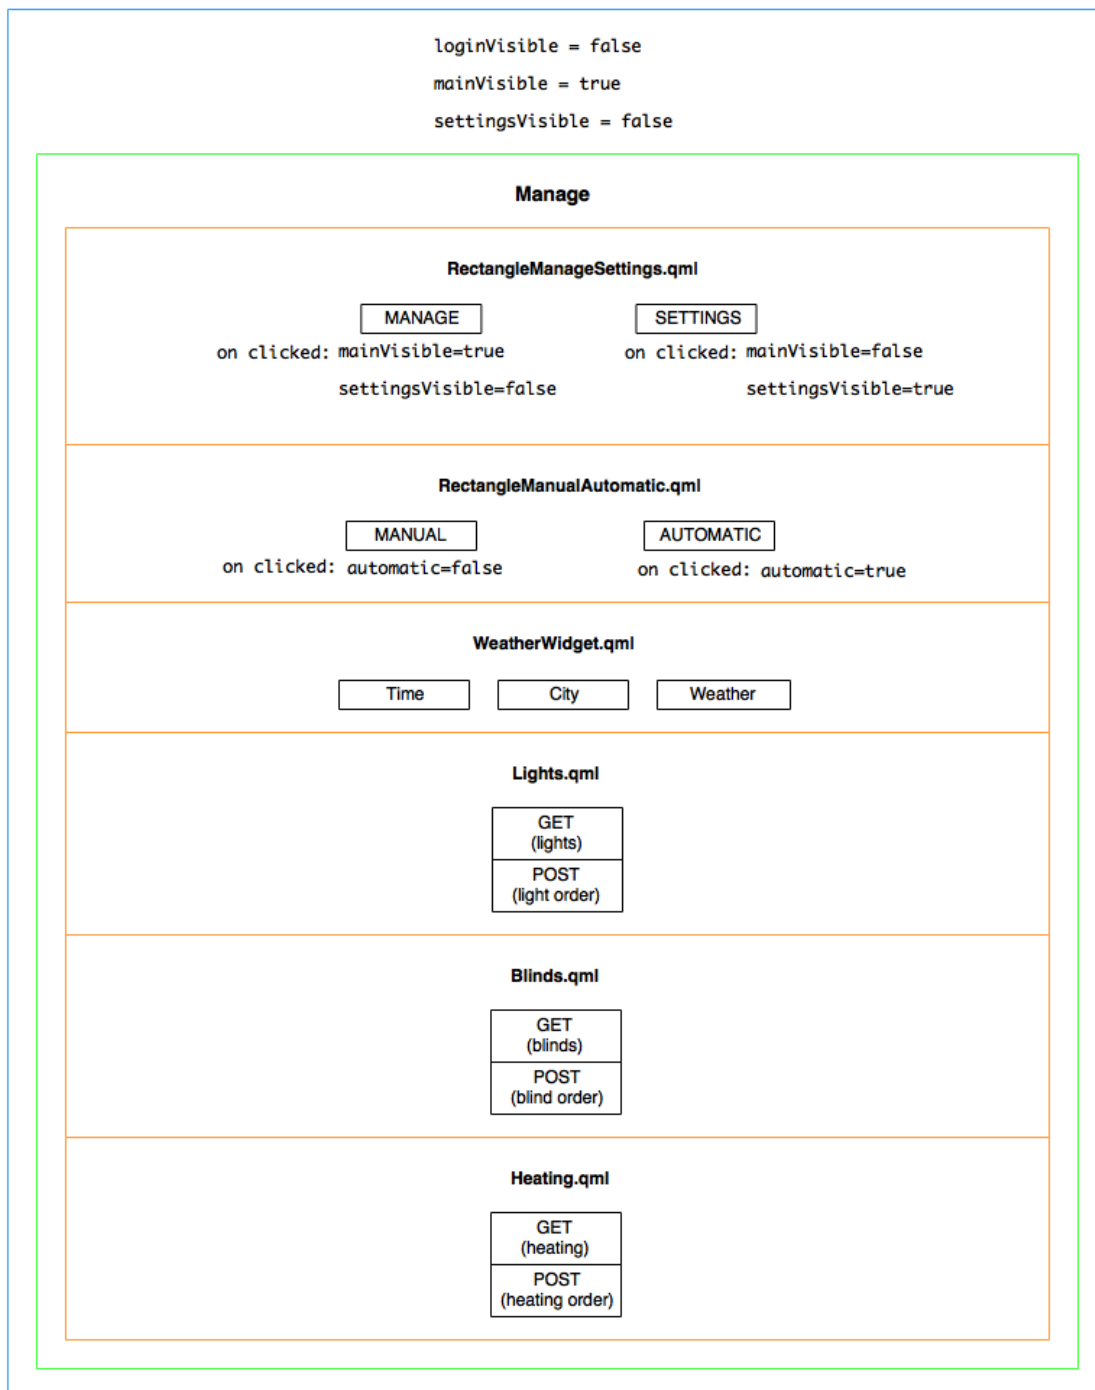 loginVisible = false
mainVisible = true
settingsVisible = false
Manage
RectangleManageSettings.qml
MANAGE SETTINGS
on clicked: mainVisible=true on clicked: mainVisible=false
settingsVisible=false settingsVisible=true
RectangleManualAutomatic.qml
MANUAL AUTOMATIC
on clicked: automatic=false on clicked: automatic=true
WeatherWidget.qml
Time City Weather
Lights.qml
GET
(lights)
POST
(light order)
Blinds.qml
GET
(blinds)
POST
(blind order)
Heating.qml
GET
(heating)
POST
(heating order)